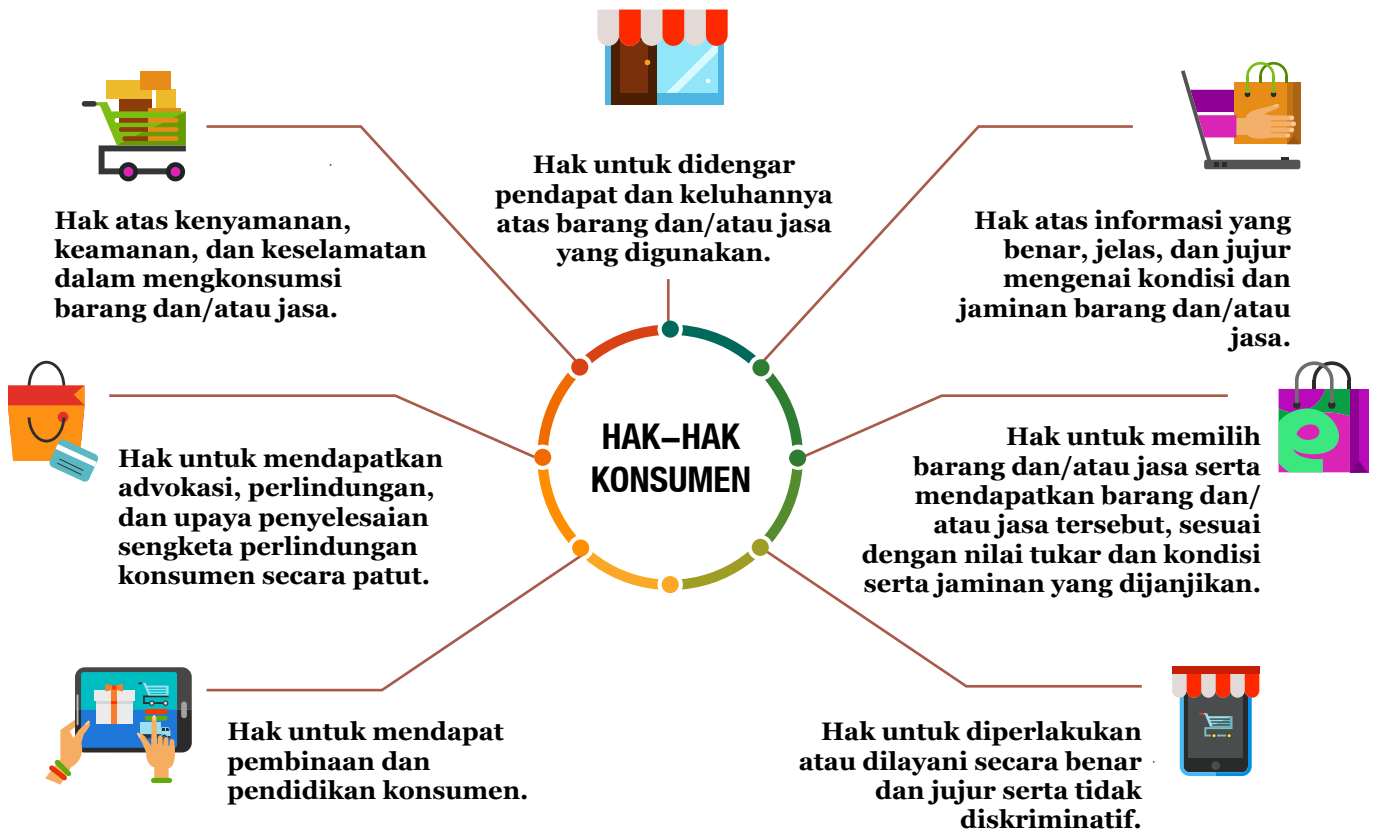 Hak untuk didengar
pendapat dan keluhannya
atas barang dan/atau jasa
yang digunakan.
Hak atas kenyamanan,
keamanan, dan keselamatan
dalam mengkonsumsi
barang dan/atau jasa.
Hak atas informasi yang
benar, jelas, dan jujur
mengenai kondisi dan
jaminan barang dan/atau
jasa.
HAK–HAK
KONSUMEN
Hak untuk mendapatkan
advokasi, perlindungan,
dan upaya penyelesaian
sengketa perlindungan
konsumen secara patut.
Hak untuk memilih
barang dan/atau jasa serta
mendapatkan barang dan/
atau jasa tersebut, sesuai
dengan nilai tukar dan kondisi
serta jaminan yang dijanjikan.
Hak untuk mendapat
pembinaan dan
pendidikan konsumen.
Hak untuk diperlakukan
atau dilayani secara benar
dan jujur serta tidak
diskriminatif.